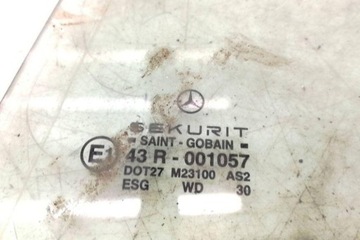 SEKURIT
SAINT-GOBAIN
E1 43 R-001057
DOT27 M23100 AS2
ESG WD 30